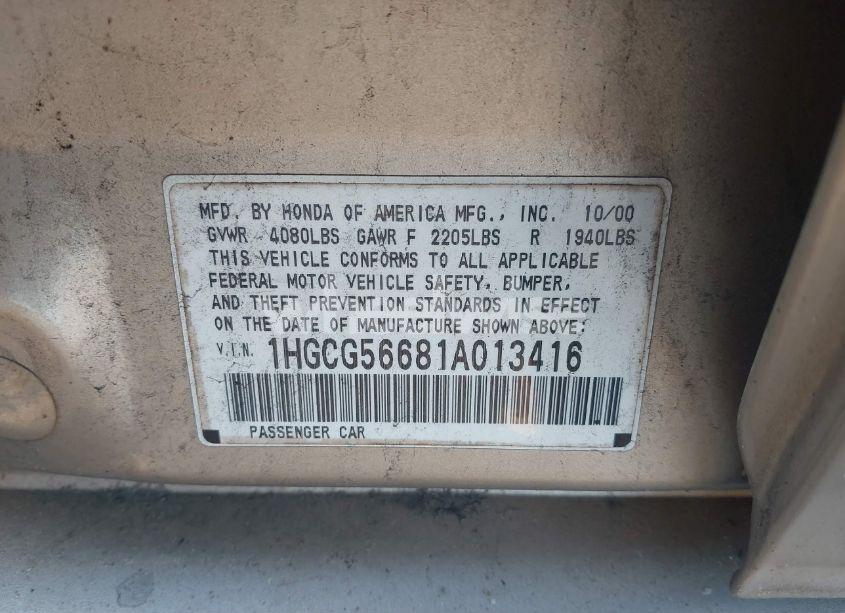 MFD. BY HONDA OF AMERICA MFG., INC. 10/00
GVWR 4080LBS GAWR F 2205LBS R 1940LBS
THIS VEHICLE CONFORMS TO ALL APPLICABLE
FEDERAL MOTOR VEHICLE SAFETY, BUMPER,
AND THEFT PREVENTION STANDARDS IN EFFECT
ON THE DATE OF MANUFACTURE SHOWN ABOVE:
V.I.N. 1HGCG56681A013416
PASSENGER CAR